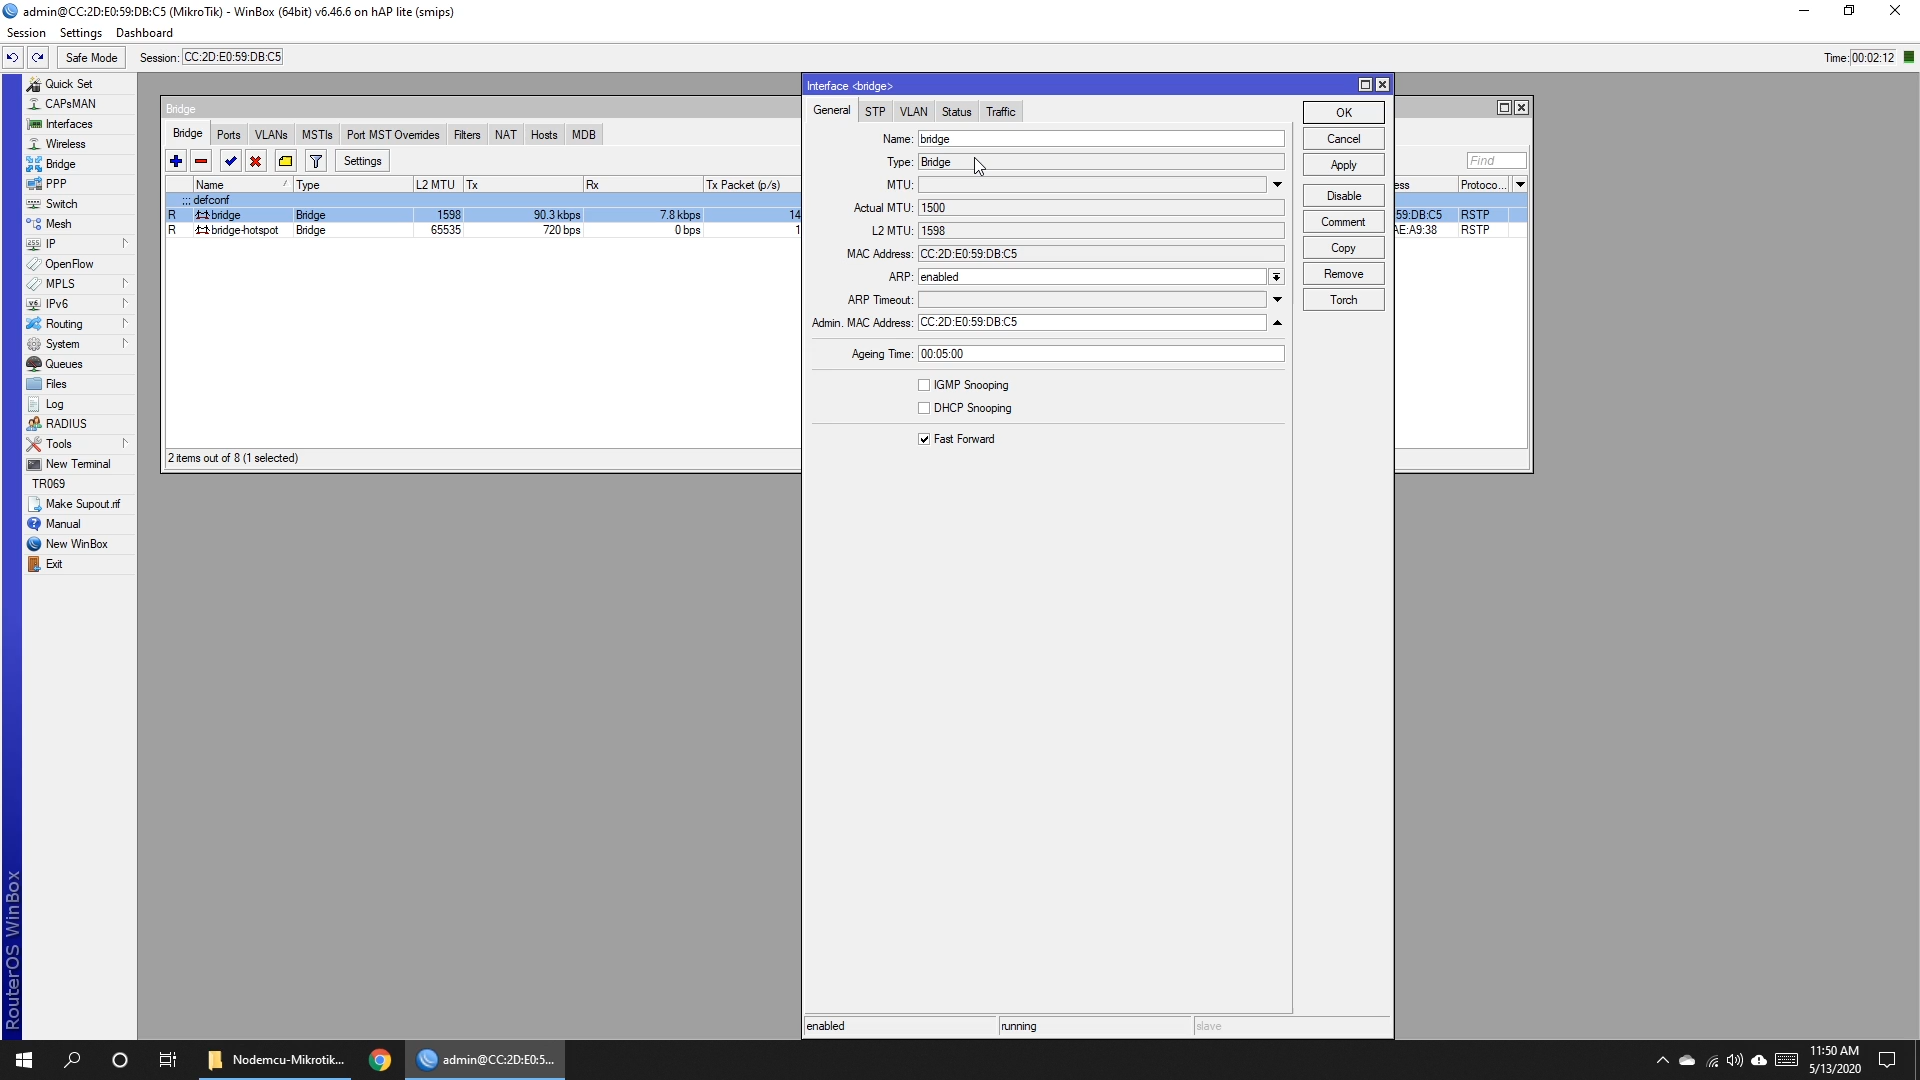 admin@CC:2D:E0:59:DB:C5 (MikroTik) - WinBox (64bit) v6.46.6 on hAP lite (smips)
Session Settings Dashboard
Safe Mode Session: CC:2D:E0:59:DB:C5 Time: 00:02:12
Quick Set
CAPsMAN
Interfaces
Wireless
Bridge
PPP
Switch
Mesh
IP
OpenFlow
MPLS
IPv6
Routing
System
Queues
Files
Log
RADIUS
Tools
New Terminal
TR069
Make Supout.rif
Manual
New WinBox
Exit
RouterOS WinBox
Bridge
Bridge Ports VLANs MSTIs Port MST Overrides Filters NAT Hosts MDB
Settings Find
Name Type L2 MTU Tx Rx Tx Packet (p/s) ess Protoco...
::: defconf
R bridge Bridge 1598 90.3 kbps 7.8 kbps 14 59:DB:C5 RSTP
R bridge-hotspot Bridge 65535 720 bps 0 bps 1 AE:A9:38 RSTP
2 items out of 8 (1 selected)
Interface <bridge>
General STP VLAN Status Traffic
Name: bridge
Type: Bridge
MTU:
Actual MTU: 1500
L2 MTU: 1598
MAC Address: CC:2D:E0:59:DB:C5
ARP: enabled
ARP Timeout:
Admin. MAC Address: CC:2D:E0:59:DB:C5
Ageing Time: 00:05:00
IGMP Snooping
DHCP Snooping
Fast Forward
OK
Cancel
Apply
Disable
Comment
Copy
Remove
Torch
enabled running slave
Nodemcu-Mikrotik... admin@CC:2D:E0:5...
11:50 AM
5/13/2020